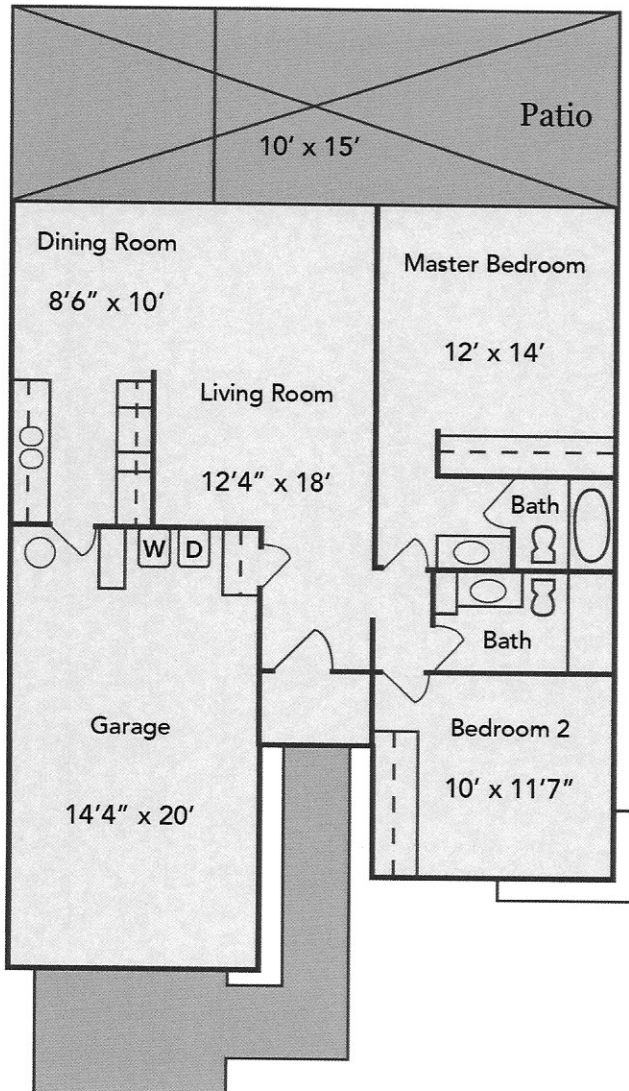 Patio
10' x 15'
Dining Room
8'6" x 10'
Master Bedroom
12' x 14'
Living Room
12'4" x 18'
Bath
W D
Bath
Garage
14'4" x 20'
Bedroom 2
10' x 11'7"